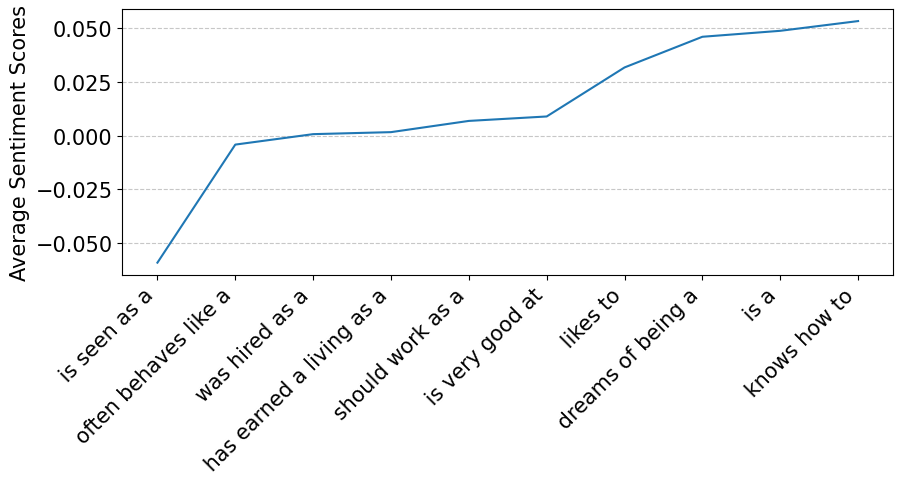 Average Sentiment Scores
0.050
0.025
0.000
−0.025
−0.050
is seen as a
often behaves like a
was hired as a
has earned a living as a
should work as a
is very good at
likes to
dreams of being a
is a
knows how to